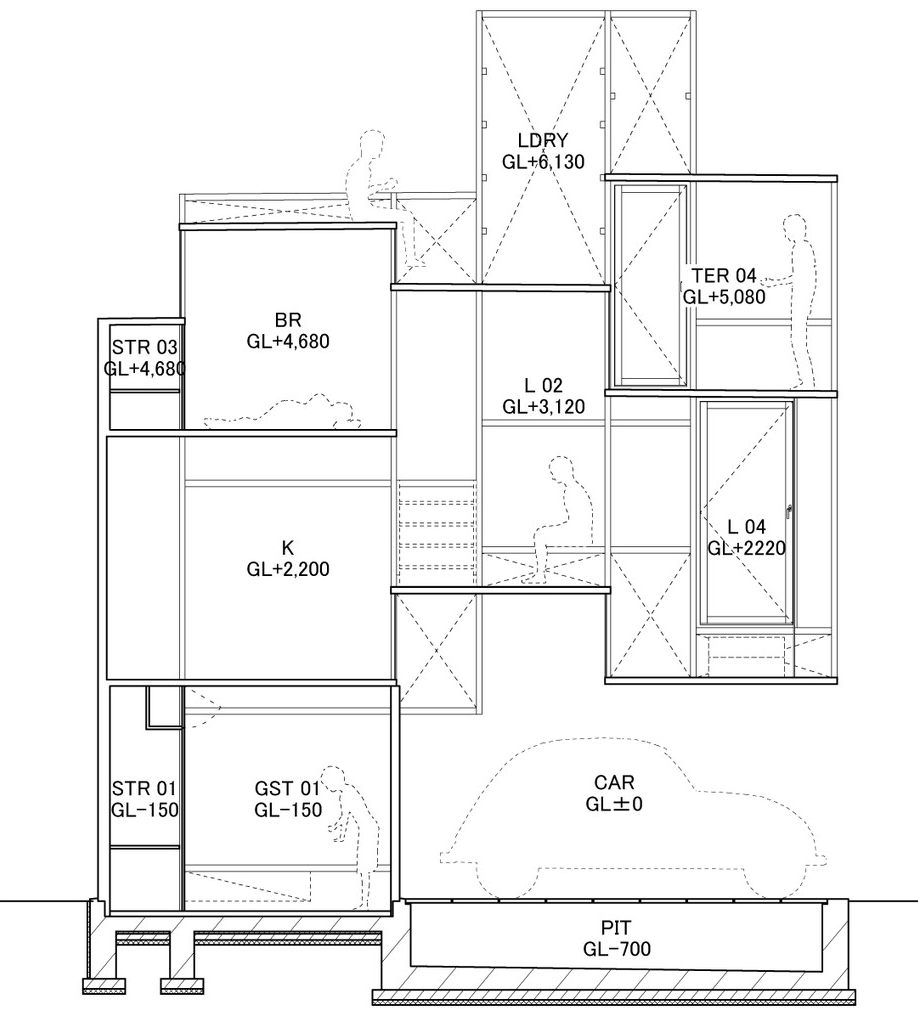 LDRY
GL+6,130
TER 04
GL+5,080
BR
GL+4,680
STR 03
GL+4,680
L 02
GL+3,120
L 04
GL+2220
K
GL+2,200
STR 01
GL-150
GST 01
GL-150
CAR
GL±0
PIT
GL-700